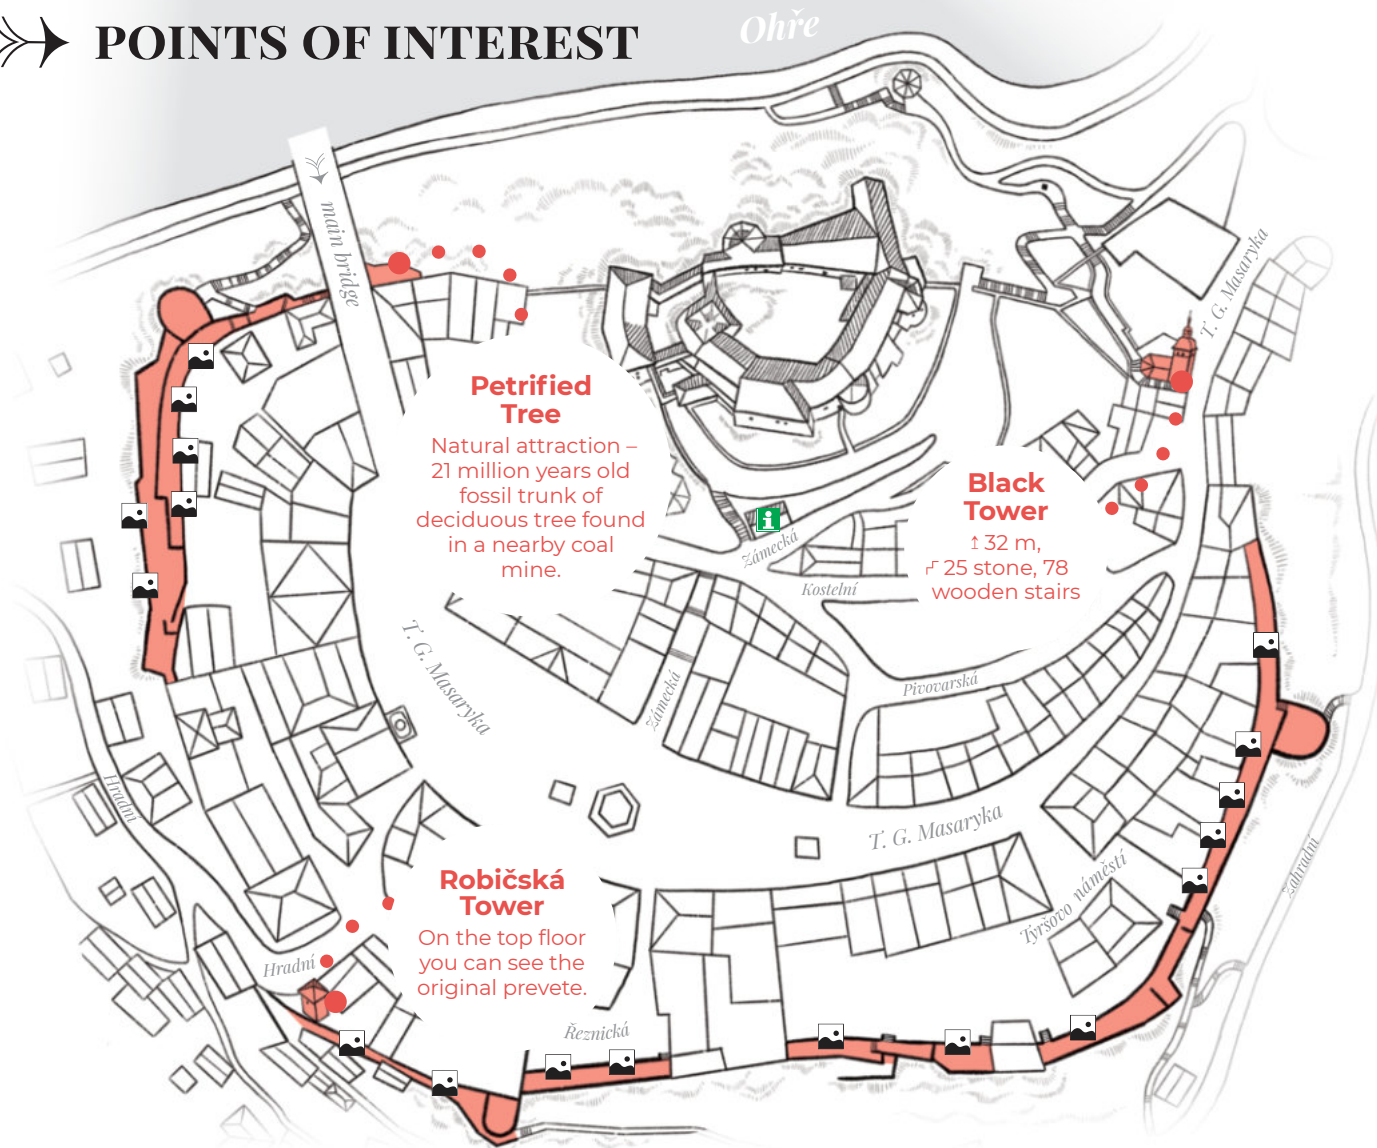 POINTS OF INTEREST
Ohře
main bridge
T. G. Masaryka
Petrified
Tree
Natural attraction –
21 million years old
fossil trunk of
deciduous tree found
in a nearby coal
mine.
Black
Tower
32 m,
25 stone, 78
wooden stairs
i
Zámecká
Kostelní
T. G. Masaryka
Zámecká
Pivovarská
Hradní
T. G. Masaryka
Zahradní
Tyršovo náměstí
Robičská
Tower
On the top floor
you can see the
original prevete.
Hradní
Řeznická